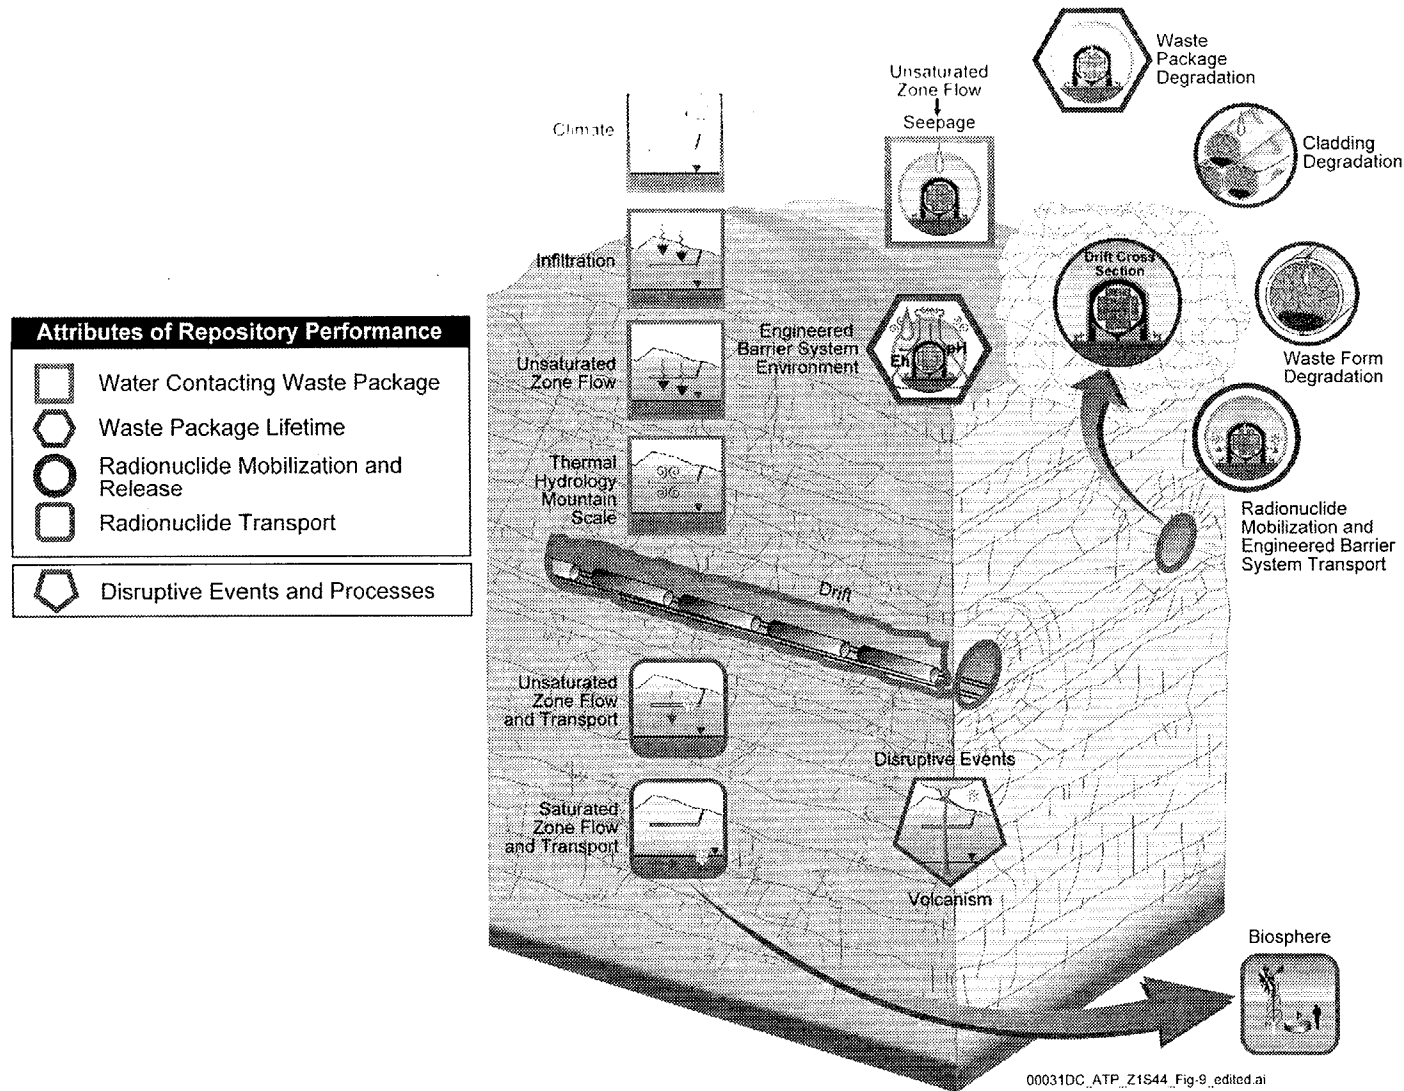 Waste
Package
Degradation
Unsaturated
Zone Flow
Seepage
Climate
Cladding
Degradation
Infiltration
Drift Cross
Section
Engineered
Barrier System
Environment
Eh
pH
Unsaturated
Zone Flow
Waste Form
Degradation
Attributes of Repository Performance
Water Contacting Waste Package
Waste Package Lifetime
Radionuclide Mobilization and
Release
Radionuclide Transport
Disruptive Events and Processes
Thermal
Hydrology
Mountain
Scale
Radionuclide
Mobilization and
Engineered Barrier
System Transport
Drift
Unsaturated
Zone Flow
and Transport
Disruptive Events
Saturated
Zone Flow
and Transport
Volcanism
Biosphere
00031DC_ATP_Z1S44_Fig-9_edited.ai